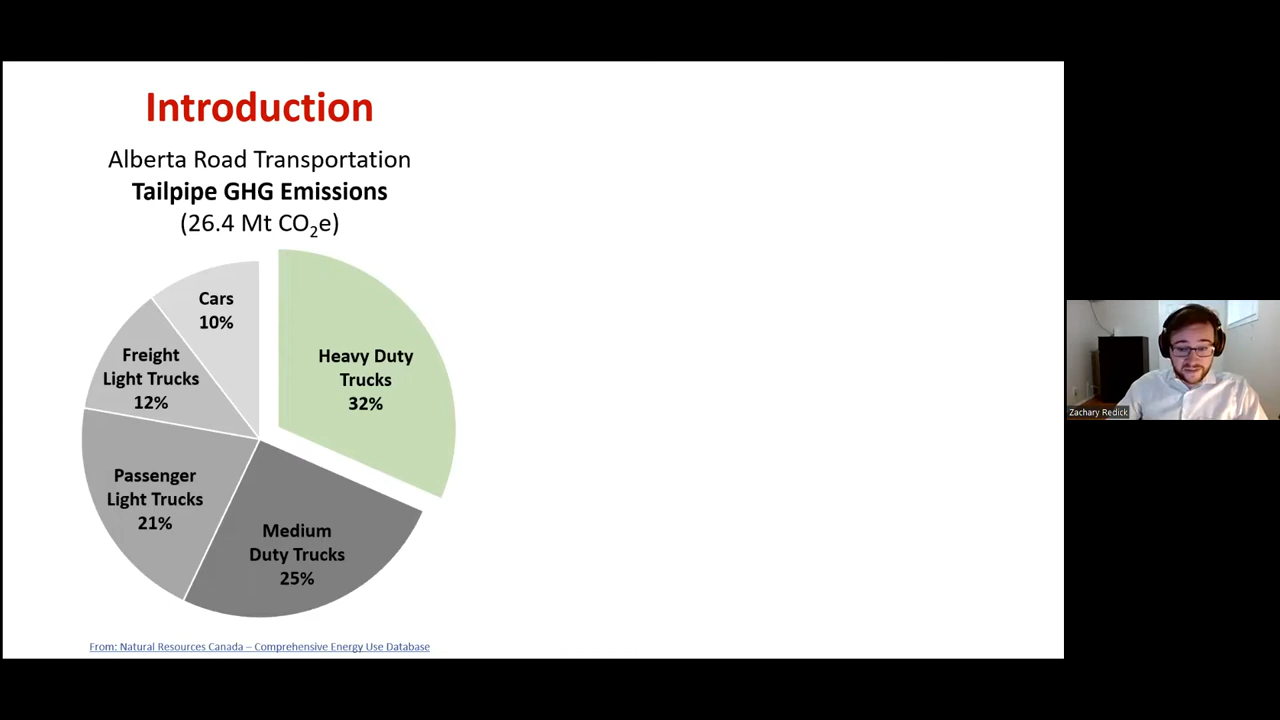 Introduction
Alberta Road Transportation
Tailpipe GHG Emissions
(26.4 Mt CO₂e)
Cars
10%
Freight
Light Trucks
12%
Heavy Duty
Trucks
32%
Passenger
Light Trucks
21%
Medium
Duty Trucks
25%
From: Natural Resources Canada – Comprehensive Energy Use Database
Zachary Redick